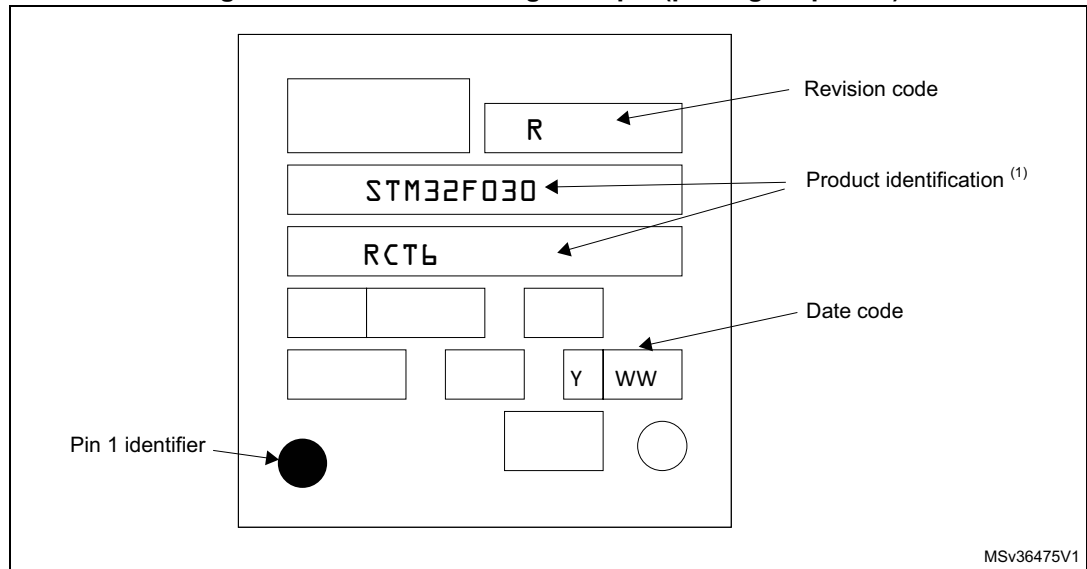 R
Revision code
STM32F030
Product identification (1)
RCT6
Date code
Y WW
Pin 1 identifier
MSv36475V1